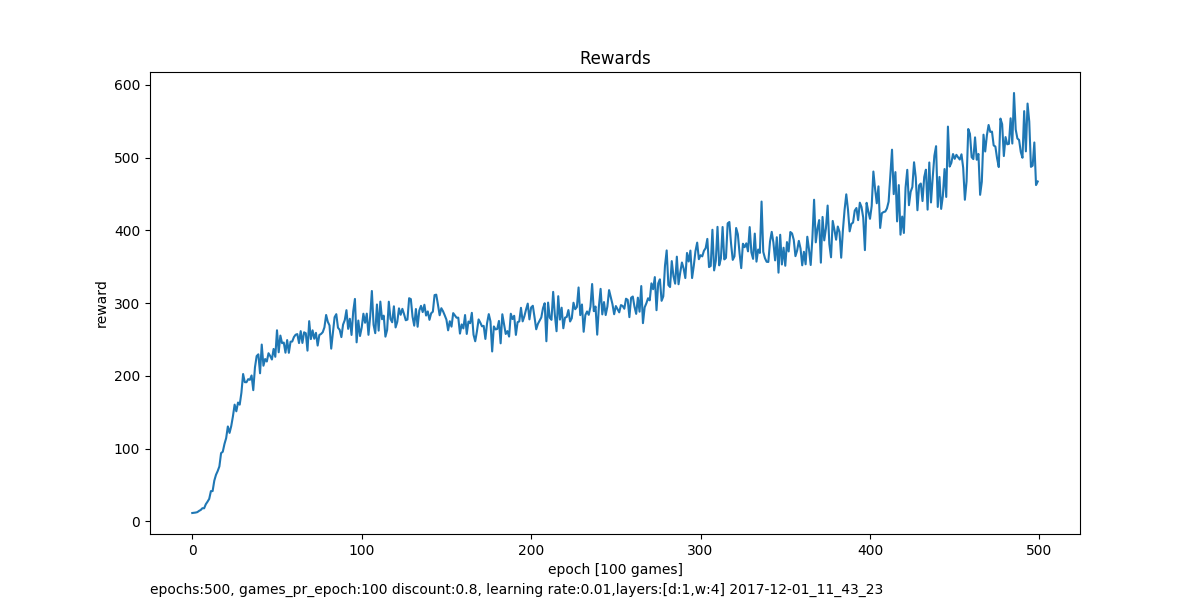 Rewards
600
500
400
300
200
100
0
reward
0 100 200 300 400 500
epoch [100 games]
epochs:500, games_pr_epoch:100 discount:0.8, learning rate:0.01,layers:[d:1,w:4] 2017-12-01_11_43_23